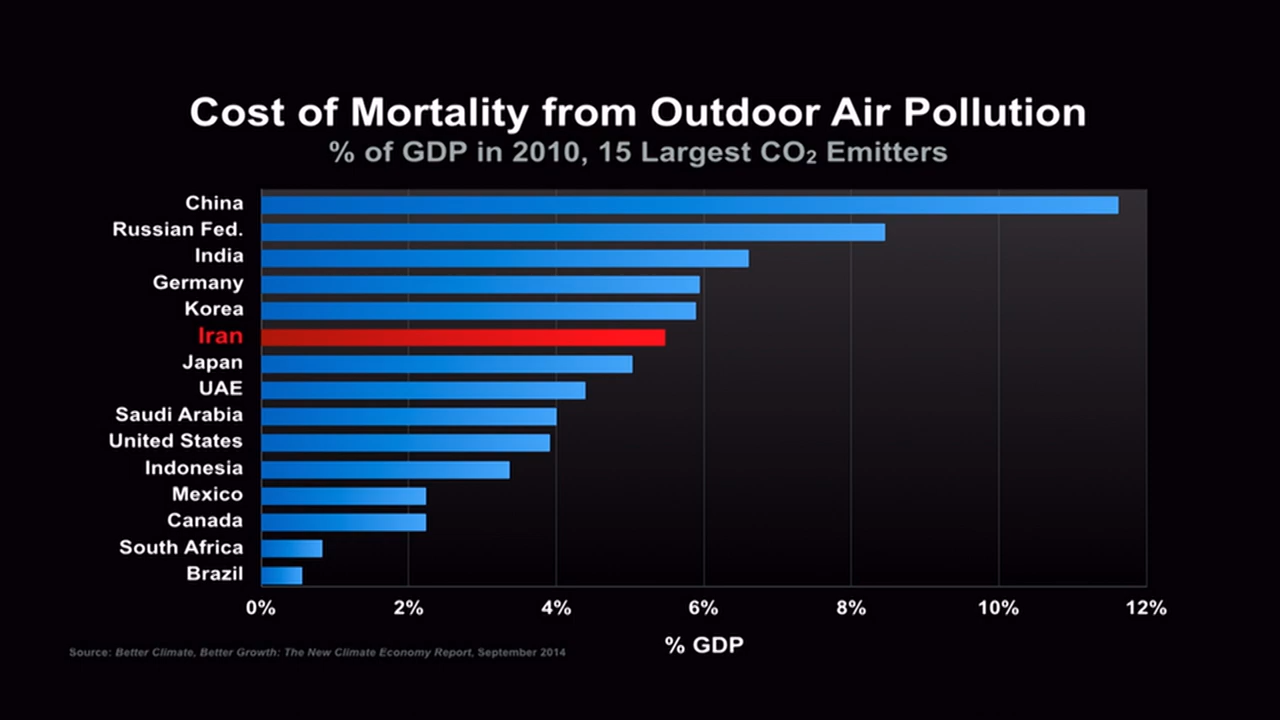 Cost of Mortality from Outdoor Air Pollution
% of GDP in 2010, 15 Largest CO₂ Emitters
China
Russian Fed.
India
Germany
Korea
Iran
Japan
UAE
Saudi Arabia
United States
Indonesia
Mexico
Canada
South Africa
Brazil
0% 2% 4% 6% 8% 10% 12%
% GDP
Source: Better Climate, Better Growth: The New Climate Economy Report, September 2014